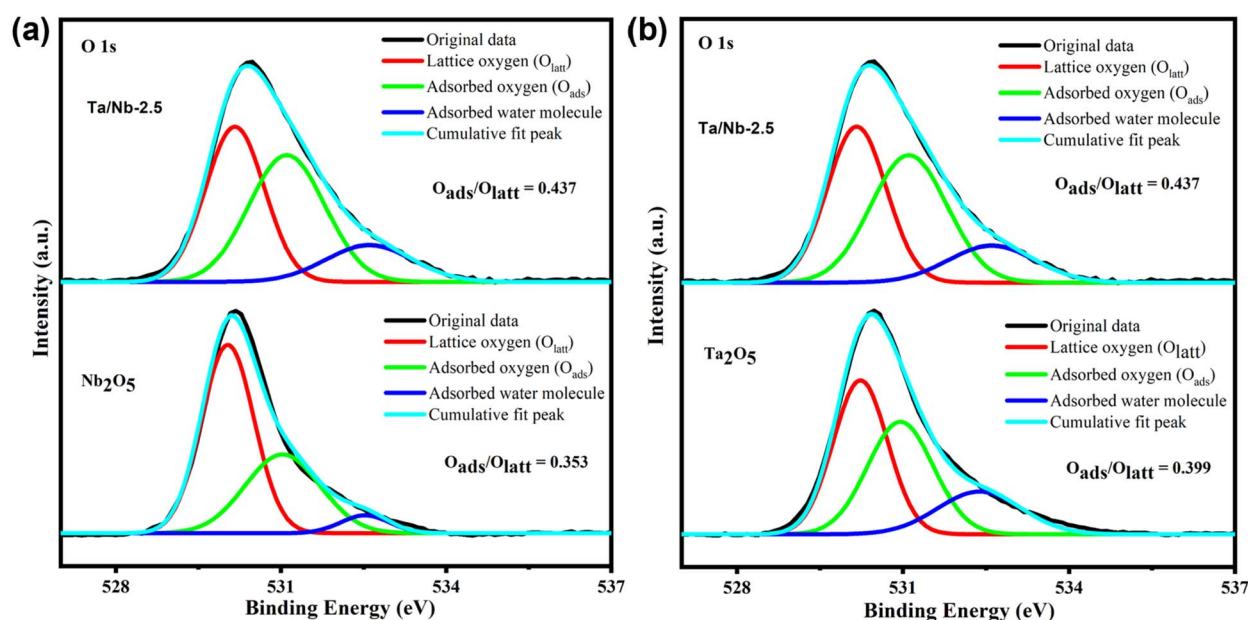 (a)
O 1s
Original data
Lattice oxygen (Olatt)
Adsorbed oxygen (Oads)
Adsorbed water molecule
Cumulative fit peak
Ta/Nb-2.5
Oads/Olatt = 0.437
Original data
Lattice oxygen (Olatt)
Adsorbed oxygen (Oads)
Adsorbed water molecule
Cumulative fit peak
Nb2O5
Oads/Olatt = 0.353
Intensity (a.u.)
528 531 534 537
Binding Energy (eV)
(b)
O 1s
Original data
Lattice oxygen (Olatt)
Adsorbed oxygen (Oads)
Adsorbed water molecule
Cumulative fit peak
Ta/Nb-2.5
Oads/Olatt = 0.437
Original data
Lattice oxygen (Olatt)
Adsorbed oxygen (Oads)
Adsorbed water molecule
Cumulative fit peak
Ta2O5
Oads/Olatt = 0.399
Intensity (a.u.)
528 531 534 537
Binding Energy (eV)